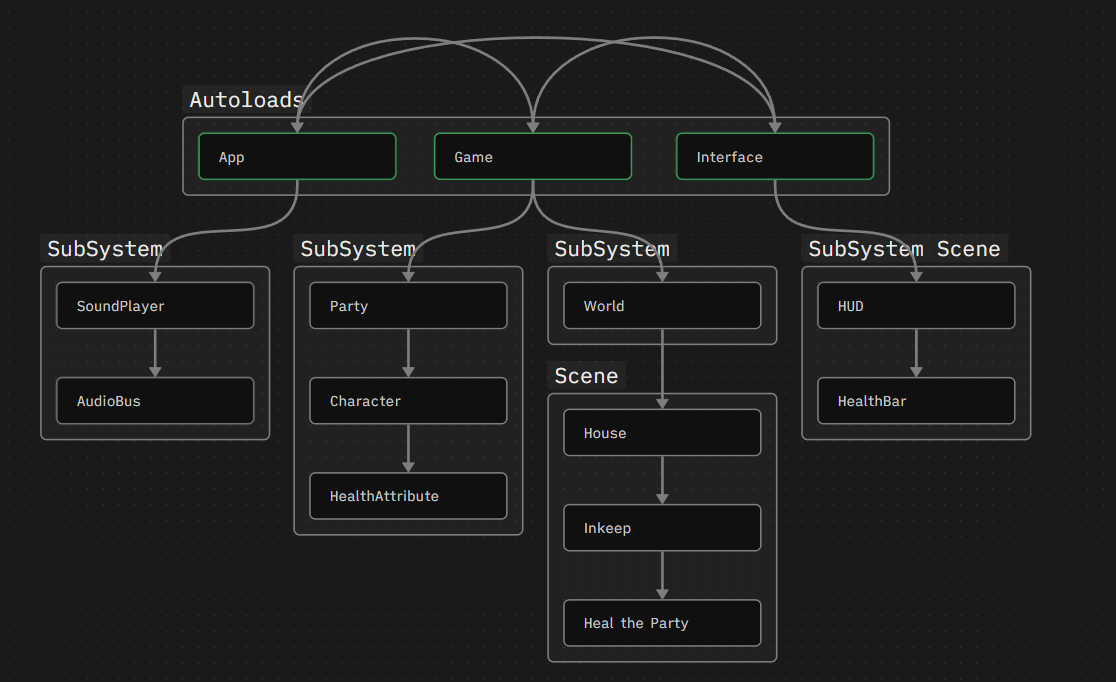 Autoloads
App
Game
Interface
SubSystem
SubSystem
SubSystem
SubSystem Scene
SoundPlayer
Party
World
HUD
Scene
AudioBus
Character
HealthBar
House
HealthAttribute
Inkeep
Heal the Party